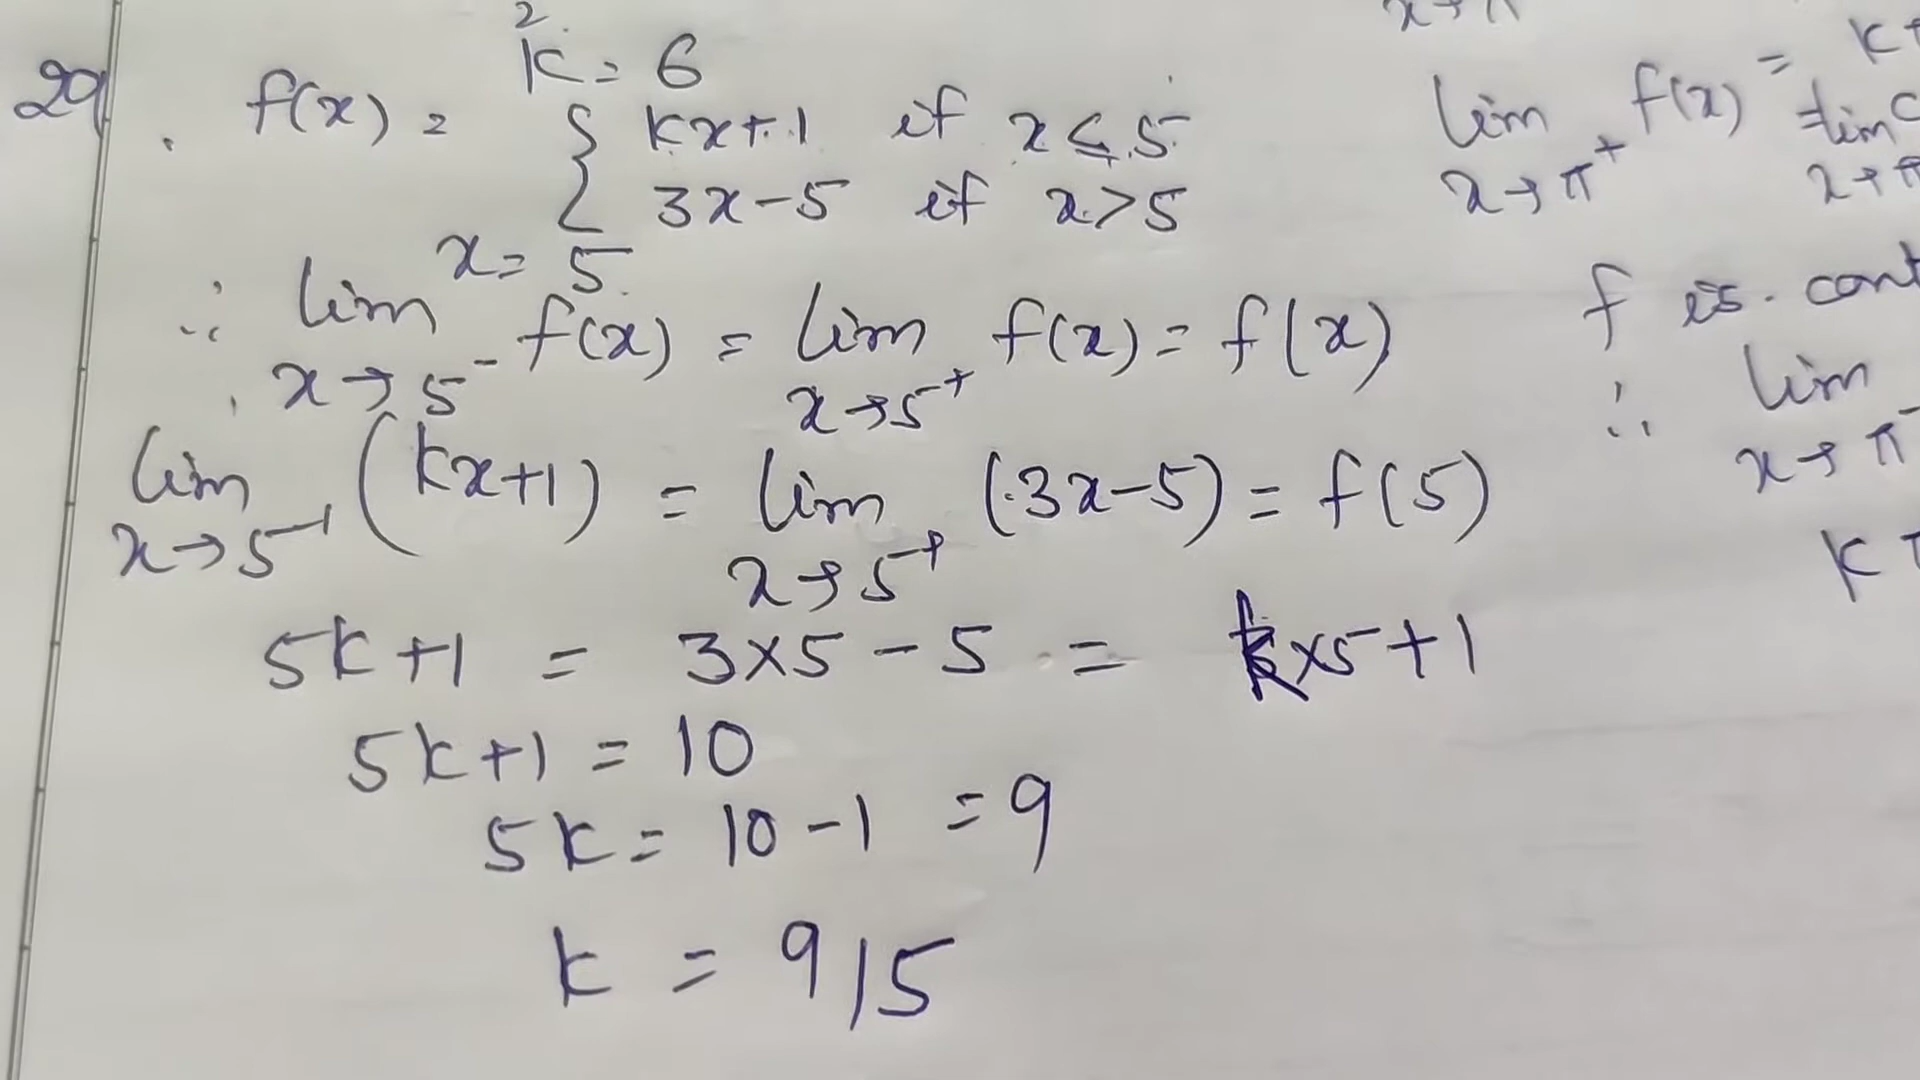 k/2 = 6
29. f(x) = { kx+1 if x ≤ 5
3x-5 if x > 5
x = 5
∴ lim x→5⁻ f(x) = lim x→5⁺ f(x) = f(x)
lim x→5⁻ (kx+1) = lim x→5⁺ (3x-5) = f(5)
5k+1 = 3×5-5 = k×5+1
5k+1 = 10
5k = 10-1 = 9
k = 9/5
x→π
lim x→π⁺ f(x) = lim x→π
f is cont
∴ lim x→π⁻